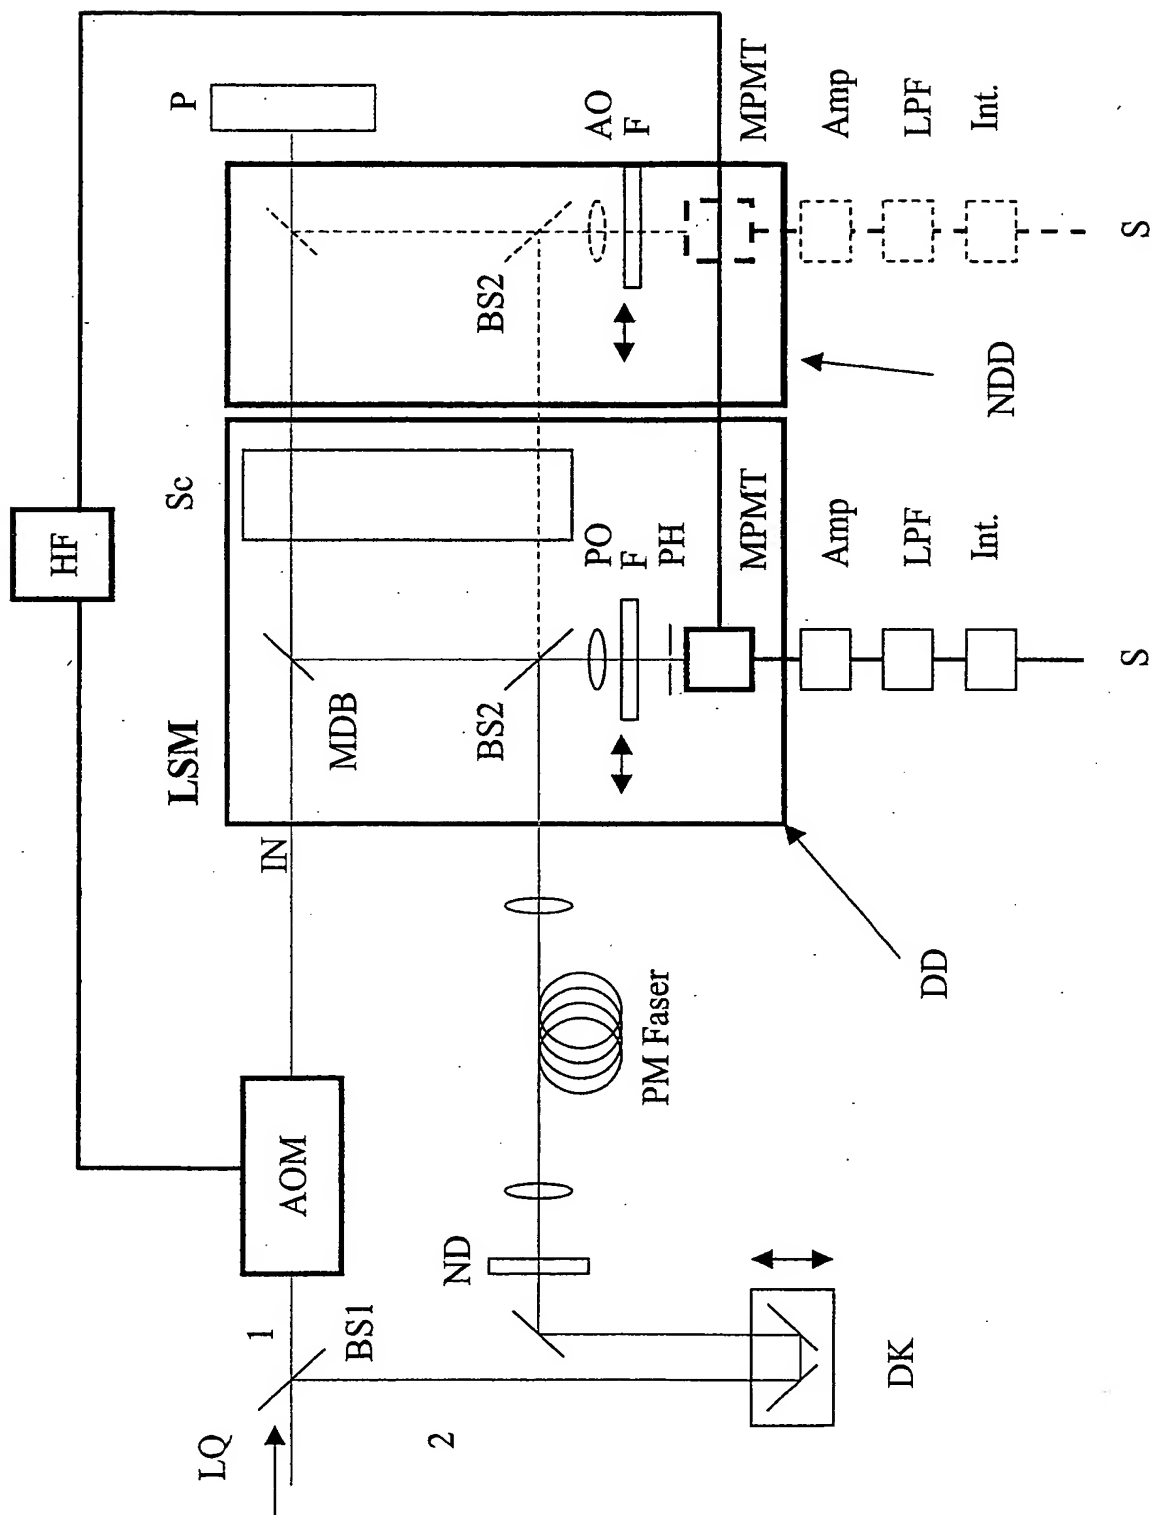 HF
LSM
Sc
P
LQ
1
BS1
AOM
IN
MDB
BS2
BS2
2
ND
PM Faser
PO
F
PH
AO
F
DK
DD
MPMT
Amp
LPF
Int.
S
NDD
MPMT
Amp
LPF
Int.
S